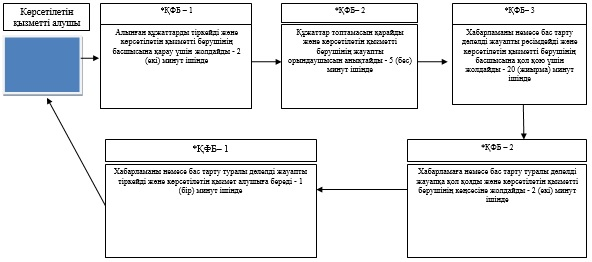 Көрсетілетін
қызметті алушы
*ҚФБ – 1
Алынған құжаттарды тіркейді және
көрсетілетін қызметті берушінің
басшысына қарау үшін жолдайды - 2
(екі) минут ішінде
*ҚФБ– 2
Құжаттар топтамасын қарайды
және көрсетілетін қызметті
берушінің жауапты
орындаушысын анықтайды - 5 (бес)
минут ішінде
*ҚФБ– 3
Хабарламаны немесе бас тарту
дәлелді жауапты ресімдейді және
көрсетілетін қызметті берушінің
басшысына қол қою үшін
жолдайды - 20 (жиырма) минут
ішінде
*ҚФБ– 1
Хабарламаны немесе бас тарту туралы дәлелді жауапты
тіркейді және көрсетілетін қызмет алушыға береді - 1
(бір) минут ішінде
*ҚФБ – 2
Хабарламаға немесе бас тарту туралы дәлелді
жауапқа қол қояды және көрсетілетін қызметті
берушінің кеңсесіне жолдайды - 2 (екі) минут
ішінде